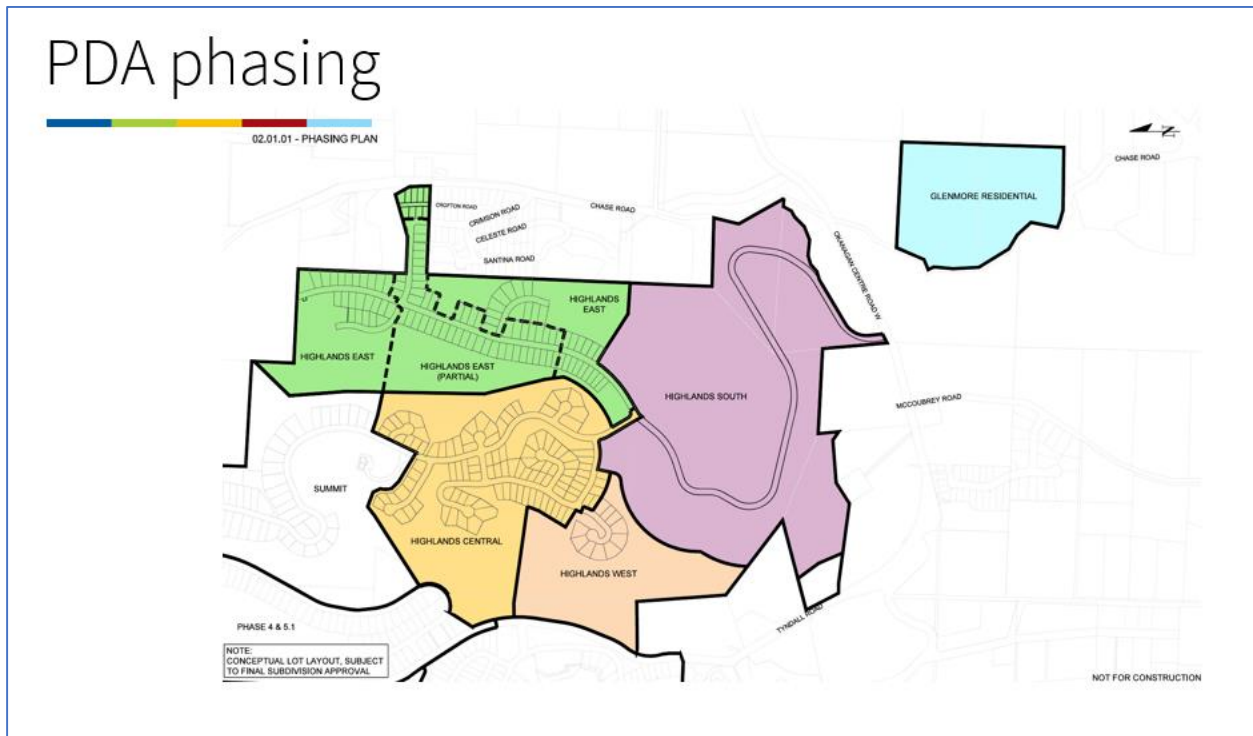 PDA phasing
02.01.01 - PHASING PLAN
N
CHASE ROAD
GLENMORE RESIDENTIAL
CROFTON ROAD
CRIMSON ROAD
CHASE ROAD
CELESTE ROAD
SANTINA ROAD
OKANAGAN CENTRE ROAD W
HIGHLANDS
EAST
HIGHLANDS EAST
HIGHLANDS EAST
(PARTIAL)
HIGHLANDS SOUTH
MCCOUBREY ROAD
SUMMIT
HIGHLANDS CENTRAL
HIGHLANDS WEST
TYNDALL ROAD
PHASE 4 & 5.1
NOTE:
CONCEPTUAL LOT LAYOUT, SUBJECT
TO FINAL SUBDIVISION APPROVAL
NOT FOR CONSTRUCTION